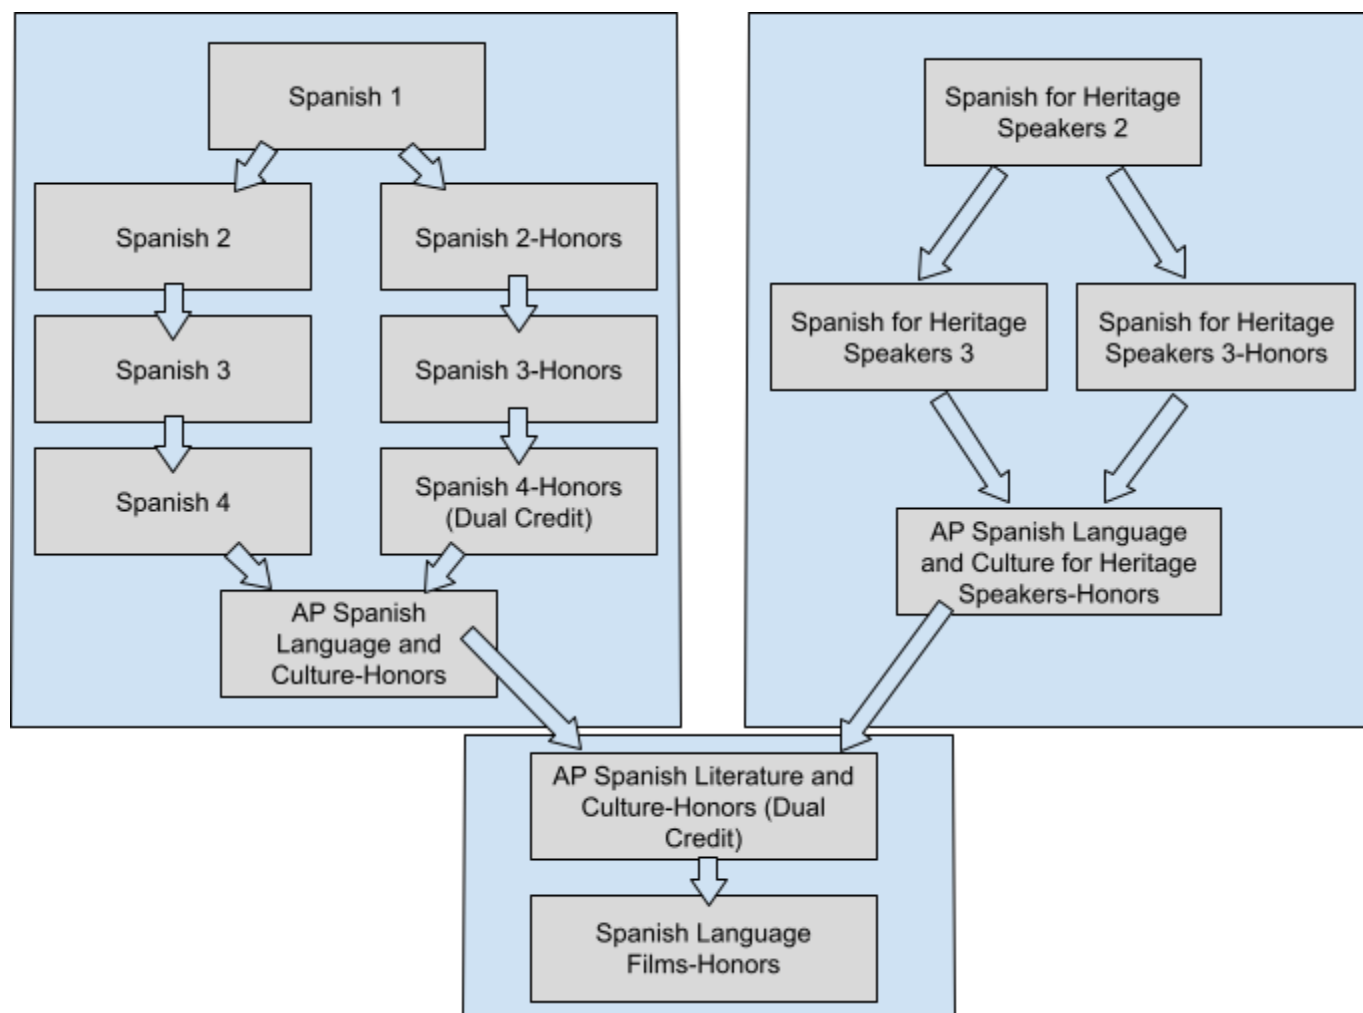 Spanish 1
Spanish 2
Spanish 2-Honors
Spanish 3
Spanish 3-Honors
Spanish 4
Spanish 4-Honors
(Dual Credit)
AP Spanish
Language and
Culture-Honors
Spanish for Heritage
Speakers 2
Spanish for Heritage
Speakers 3
Spanish for Heritage
Speakers 3-Honors
AP Spanish Language
and Culture for Heritage
Speakers-Honors
AP Spanish Literature and
Culture-Honors (Dual
Credit)
Spanish Language
Films-Honors